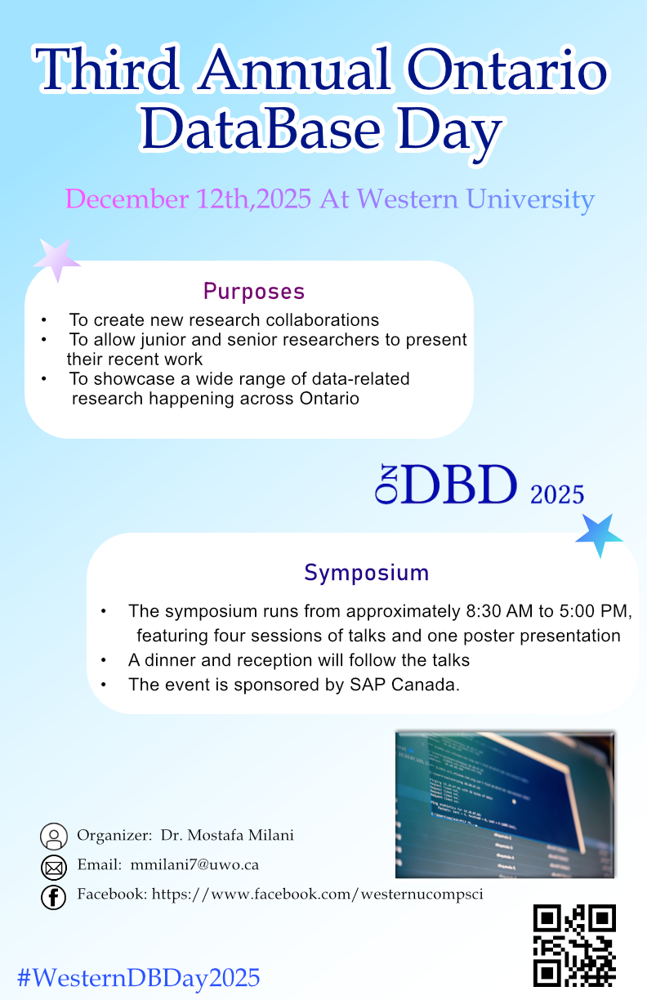 Third Annual Ontario
DataBase Day
December 12th,2025 At Western University
Purposes
• To create new research collaborations
• To allow junior and senior researchers to present
their recent work
• To showcase a wide range of data-related
research happening across Ontario
ON DBD 2025
Symposium
• The symposium runs from approximately 8:30 AM to 5:00 PM,
featuring four sessions of talks and one poster presentation
• A dinner and reception will follow the talks
• The event is sponsored by SAP Canada.
Organizer: Dr. Mostafa Milani
Email: mmilani7@uwo.ca
Facebook: https://www.facebook.com/westernucompsci
#WesternDBDay2025